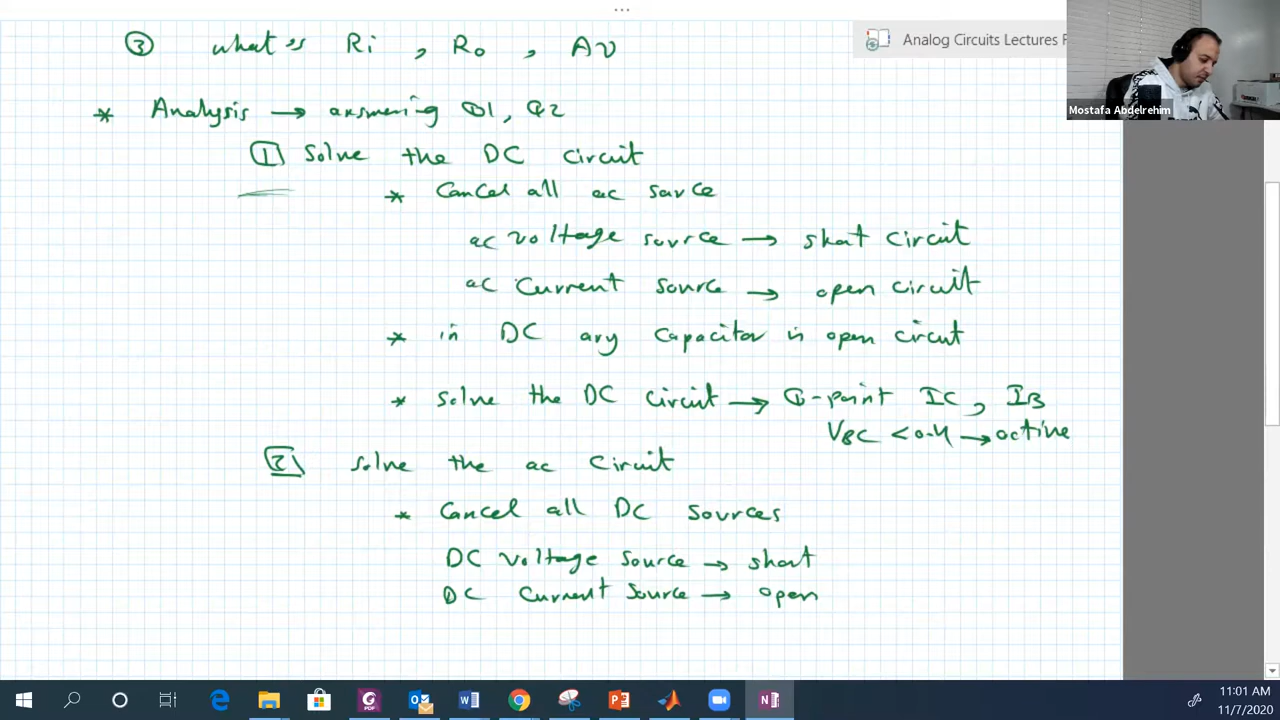 ...
③ what is Ri , Ro , Av
Analog Circuits Lectures F
Mostafa Abdelrehim
* Analysis → answering Q1, Q2
1 Solve the DC circuit
* Cancel all ac source
ac voltage source → short circuit
ac current source → open circuit
* in DC any capacitor is open circuit
* solve the DC circuit → Q-point IC, IB
VBC < 0.4 → active
2 solve the ac circuit
* Cancel all DC sources
DC voltage source → short
DC current source → open
11:01 AM
11/7/2020